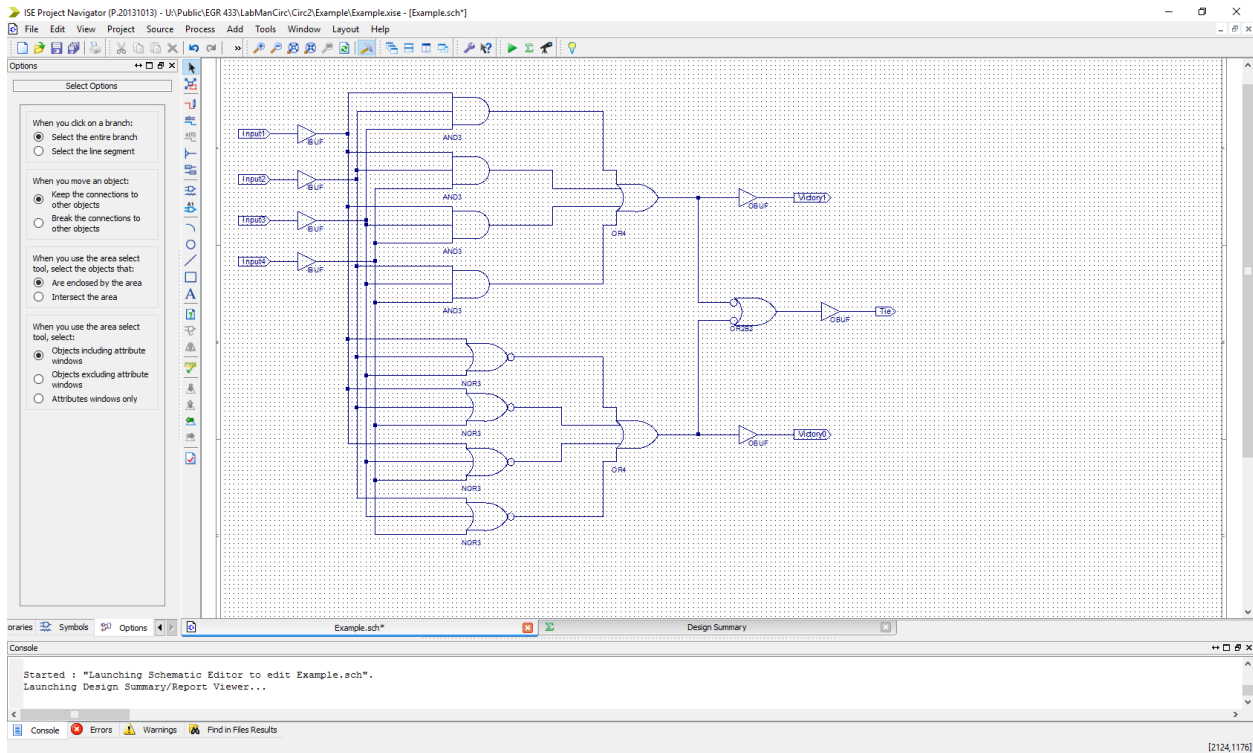 ISE Project Navigator (P.20131013) - U:\Public\EGR 433\LabManCirc\Circ2\Example\Example.xise - [Example.sch*]
File Edit View Project Source Process Add Tools Window Layout Help
Options
Select Options
When you click on a branch:
Select the entire branch
Select the line segment
When you move an object:
Keep the connections to
other objects
Break the connections to
other objects
When you use the area select
tool, select the objects that:
Are enclosed by the area
Intersect the area
When you use the area select
tool, select:
Objects including attribute
windows
Objects excluding attribute
windows
Attributes windows only
Input1
IBUF
Input2
IBUF
Input3
IBUF
Input4
IBUF
AND3
AND3
AND3
AND3
NOR3
NOR3
NOR3
NOR3
OR4
OR4
OBUF
Victory1
OR2B2
OBUF
Tie
OBUF
Victory0
oraries Symbols Options
Example.sch*
Design Summary
Console
Started : "Launching Schematic Editor to edit Example.sch".
Launching Design Summary/Report Viewer...
Console Errors Warnings Find in Files Results
[2124,1176]